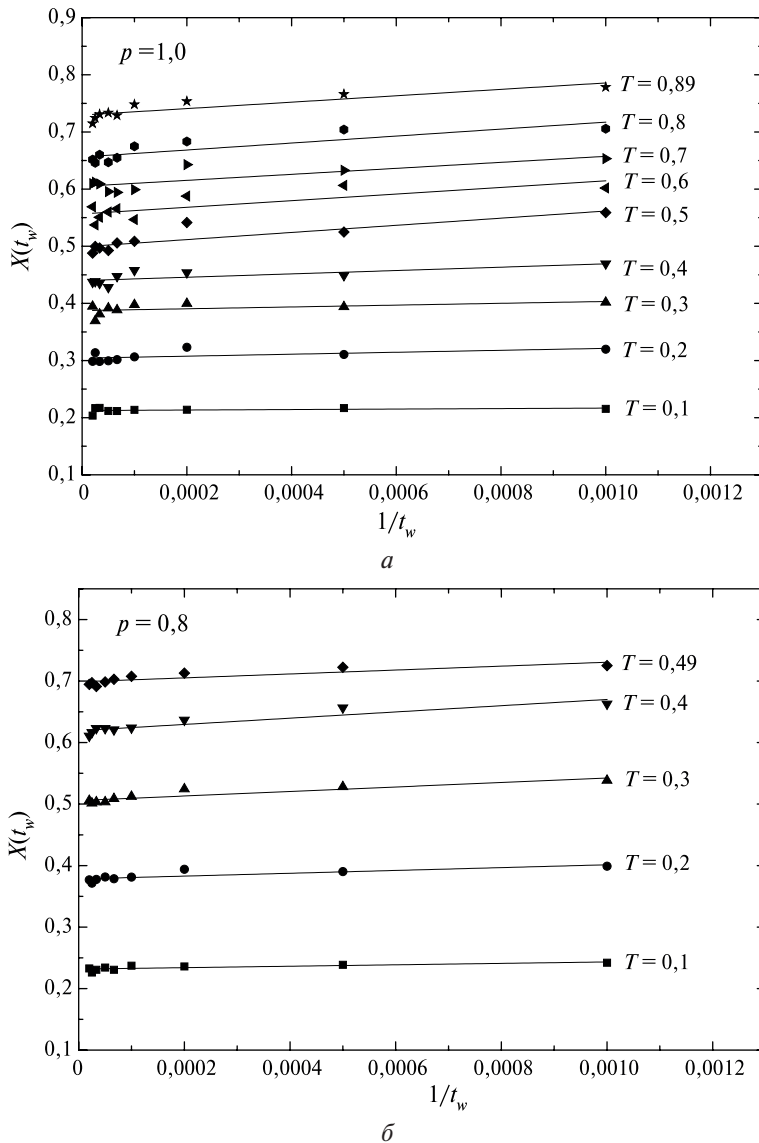 0,9
p = 1,0
0,8
T = 0,89
T = 0,8
0,7
T = 0,7
0,6
T = 0,6
X(t_w)
T = 0,5
0,5
T = 0,4
0,4
T = 0,3
0,3
T = 0,2
0,2
T = 0,1
0,1
0 0,0002 0,0004 0,0006 0,0008 0,0010 0,0012
1/t_w
а
p = 0,8
0,8
0,7
T = 0,49
T = 0,4
0,6
X(t_w)
T = 0,3
0,5
0,4
T = 0,2
0,3
T = 0,1
0,2
0,1
0 0,0002 0,0004 0,0006 0,0008 0,0010 0,0012
1/t_w
б